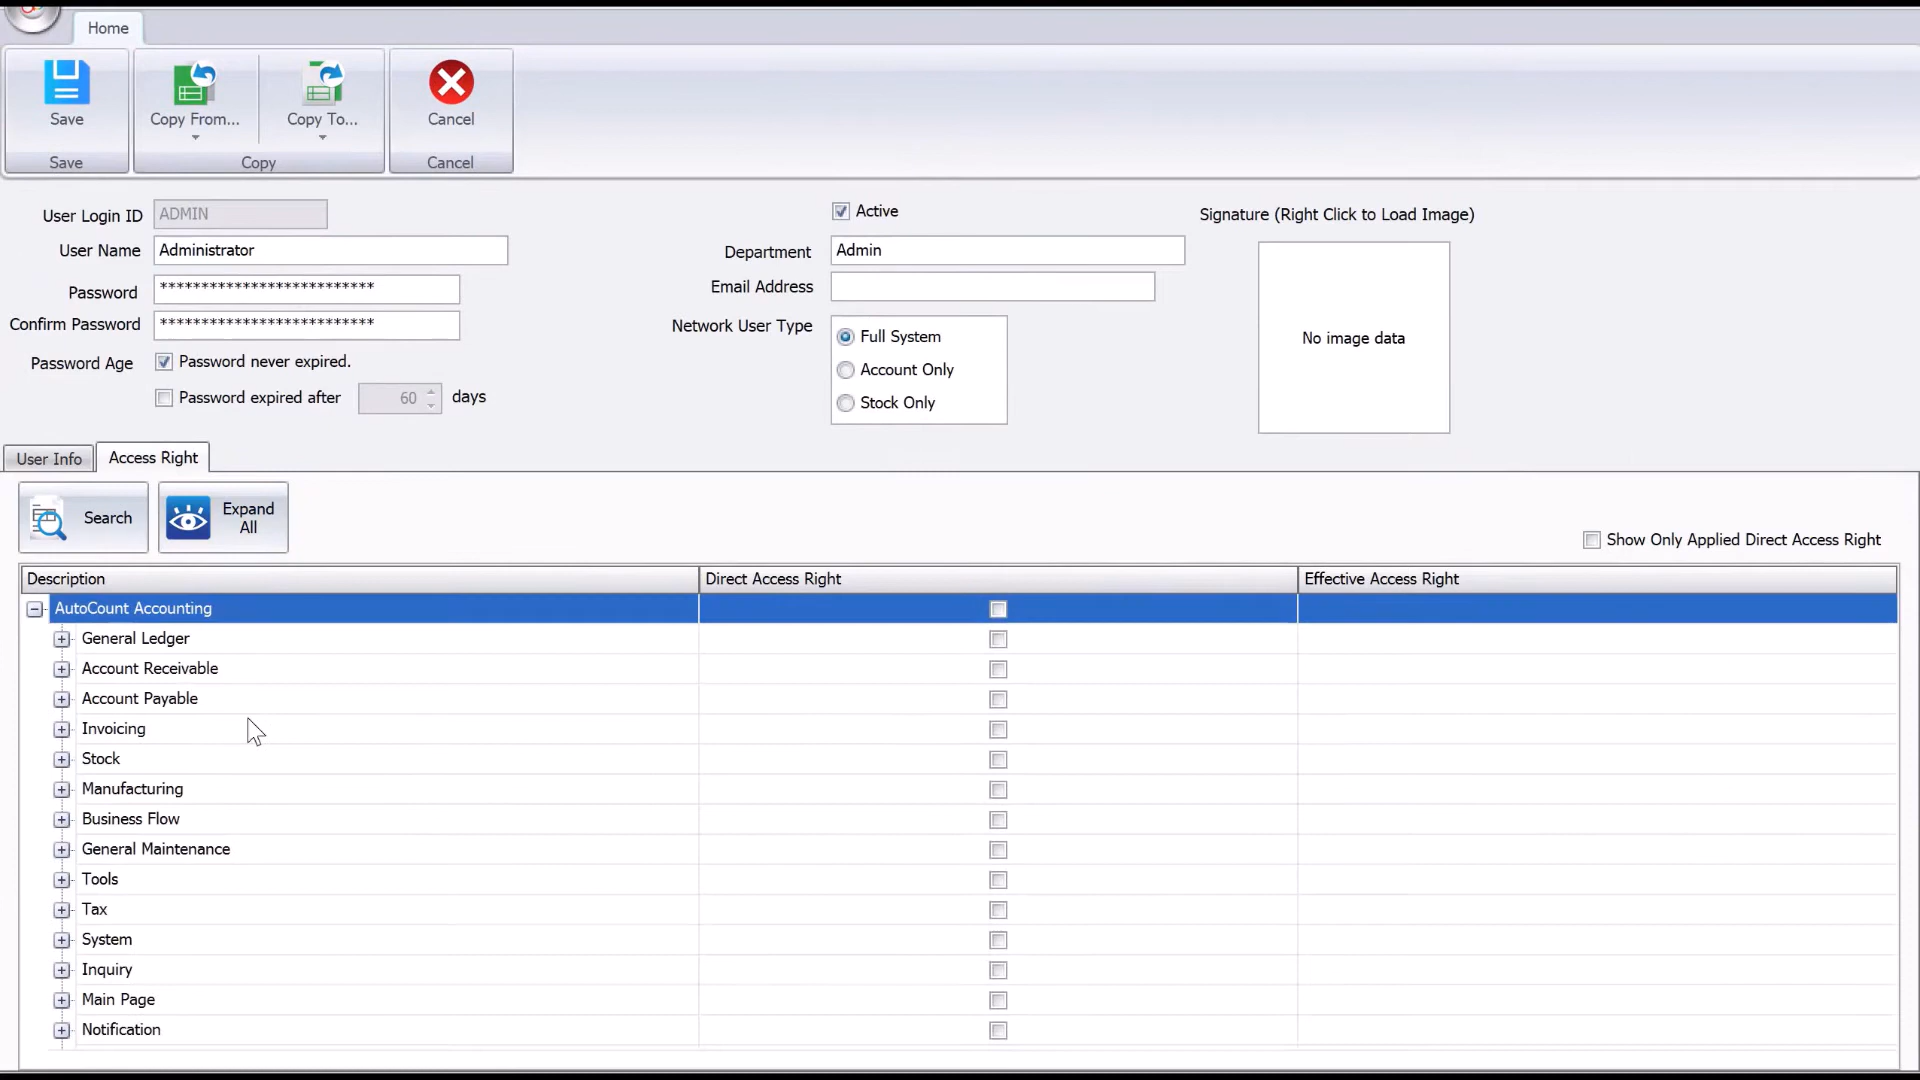 Home
Save
Copy From...
Copy To...
Cancel
Save
Copy
Cancel
User Login ID
ADMIN
User Name
Administrator
Password
**************************
Confirm Password
**************************
Password Age
Password never expired.
Password expired after
60
days
Active
Department
Admin
Email Address
Network User Type
Full System
Account Only
Stock Only
Signature (Right Click to Load Image)
No image data
User Info
Access Right
Search
Expand
All
Show Only Applied Direct Access Right
Description
Direct Access Right
Effective Access Right
AutoCount Accounting
General Ledger
Account Receivable
Account Payable
Invoicing
Stock
Manufacturing
Business Flow
General Maintenance
Tools
Tax
System
Inquiry
Main Page
Notification